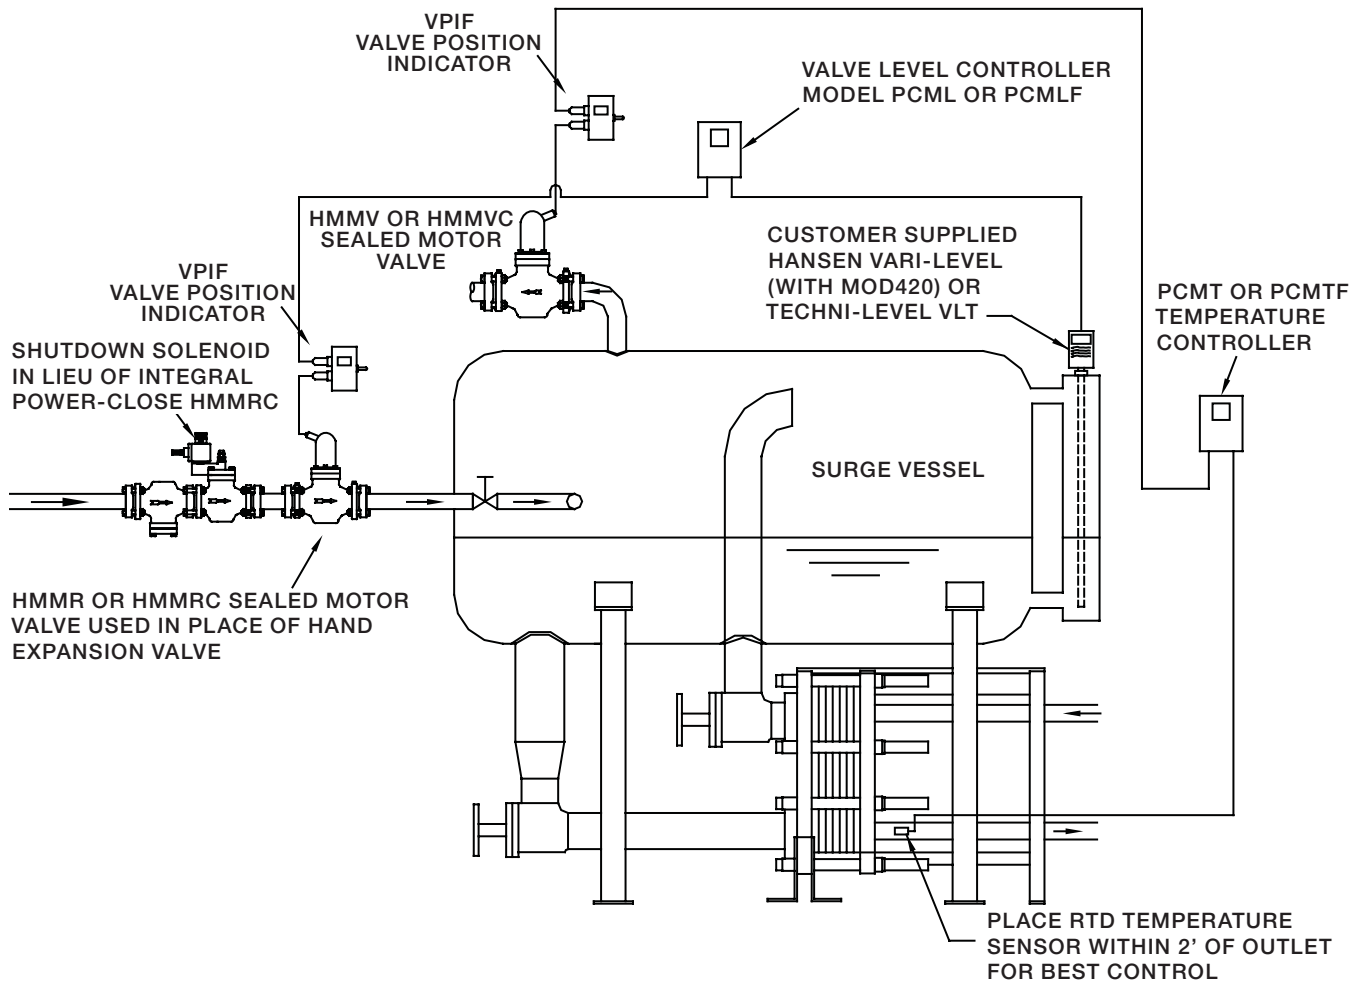 VPIF
VALVE POSITION
INDICATOR
VALVE LEVEL CONTROLLER
MODEL PCML OR PCMLF
HMMV OR HMMVC
SEALED MOTOR
VALVE
CUSTOMER SUPPLIED
HANSEN VARI-LEVEL
(WITH MOD420) OR
TECHNI-LEVEL VLT
VPIF
VALVE POSITION
INDICATOR
PCMT OR PCMTF
TEMPERATURE
CONTROLLER
SHUTDOWN SOLENOID
IN LIEU OF INTEGRAL
POWER-CLOSE HMMRC
SURGE VESSEL
HMMR OR HMMRC SEALED MOTOR
VALVE USED IN PLACE OF HAND
EXPANSION VALVE
PLACE RTD TEMPERATURE
SENSOR WITHIN 2’ OF OUTLET
FOR BEST CONTROL